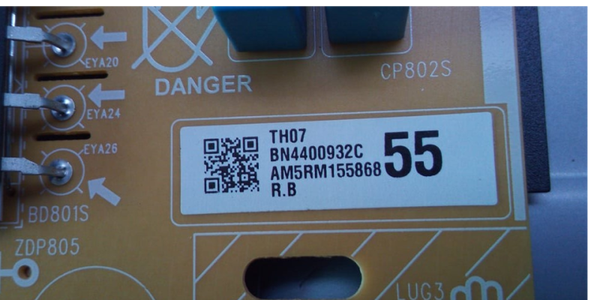 EYA20
CP802S
DANGER
EYA24
TH07
BN4400932C
AM5RM155868
R.B
55
EYA26
BD801S
ZDP805
LUG3